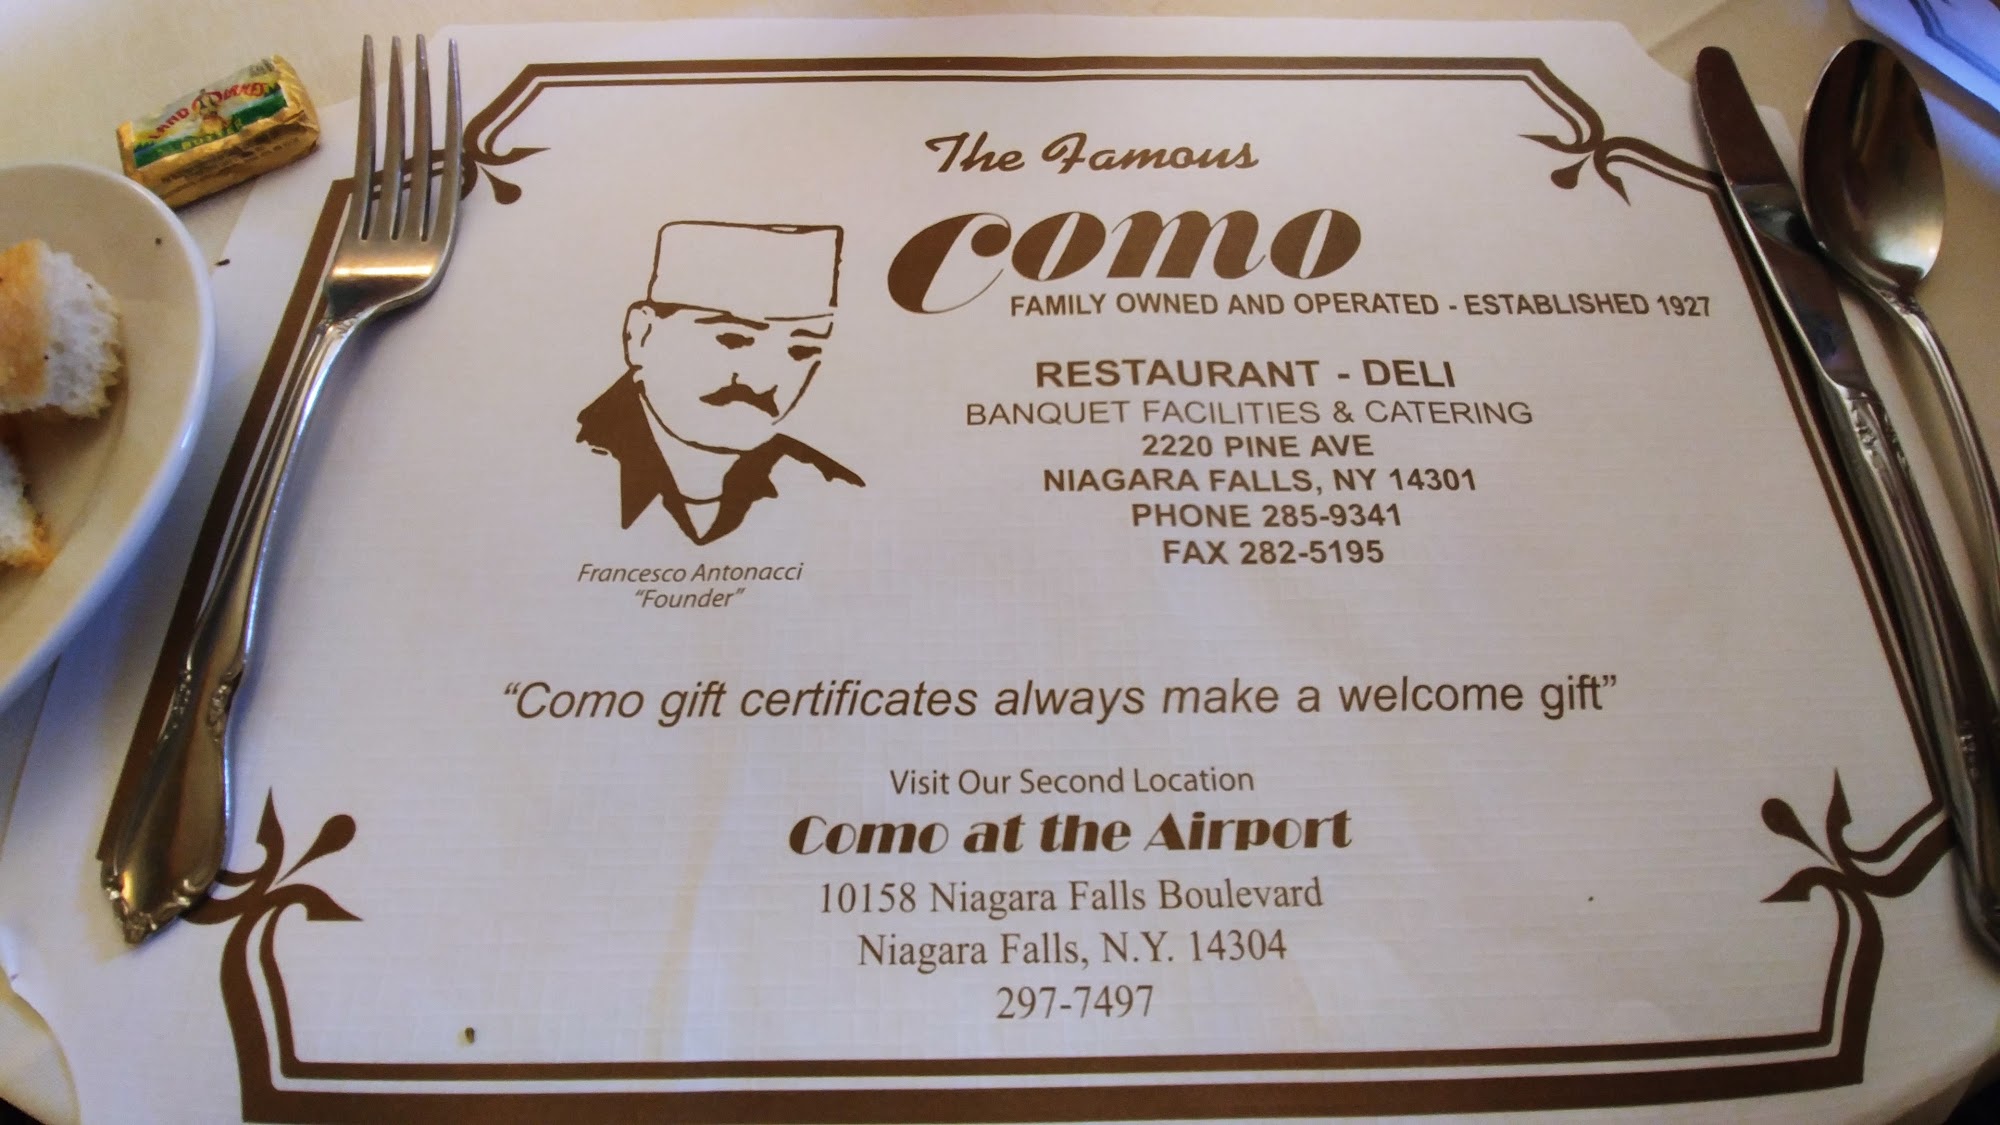 LAND O LAKES
The Famous
Como
FAMILY OWNED AND OPERATED - ESTABLISHED 1927
RESTAURANT - DELI
BANQUET FACILITIES & CATERING
2220 PINE AVE
NIAGARA FALLS, NY 14301
PHONE 285-9341
FAX 282-5195
Francesco Antonacci
“Founder”
“Como gift certificates always make a welcome gift”
Visit Our Second Location
Como at the Airport
10158 Niagara Falls Boulevard
Niagara Falls, N.Y. 14304
297-7497